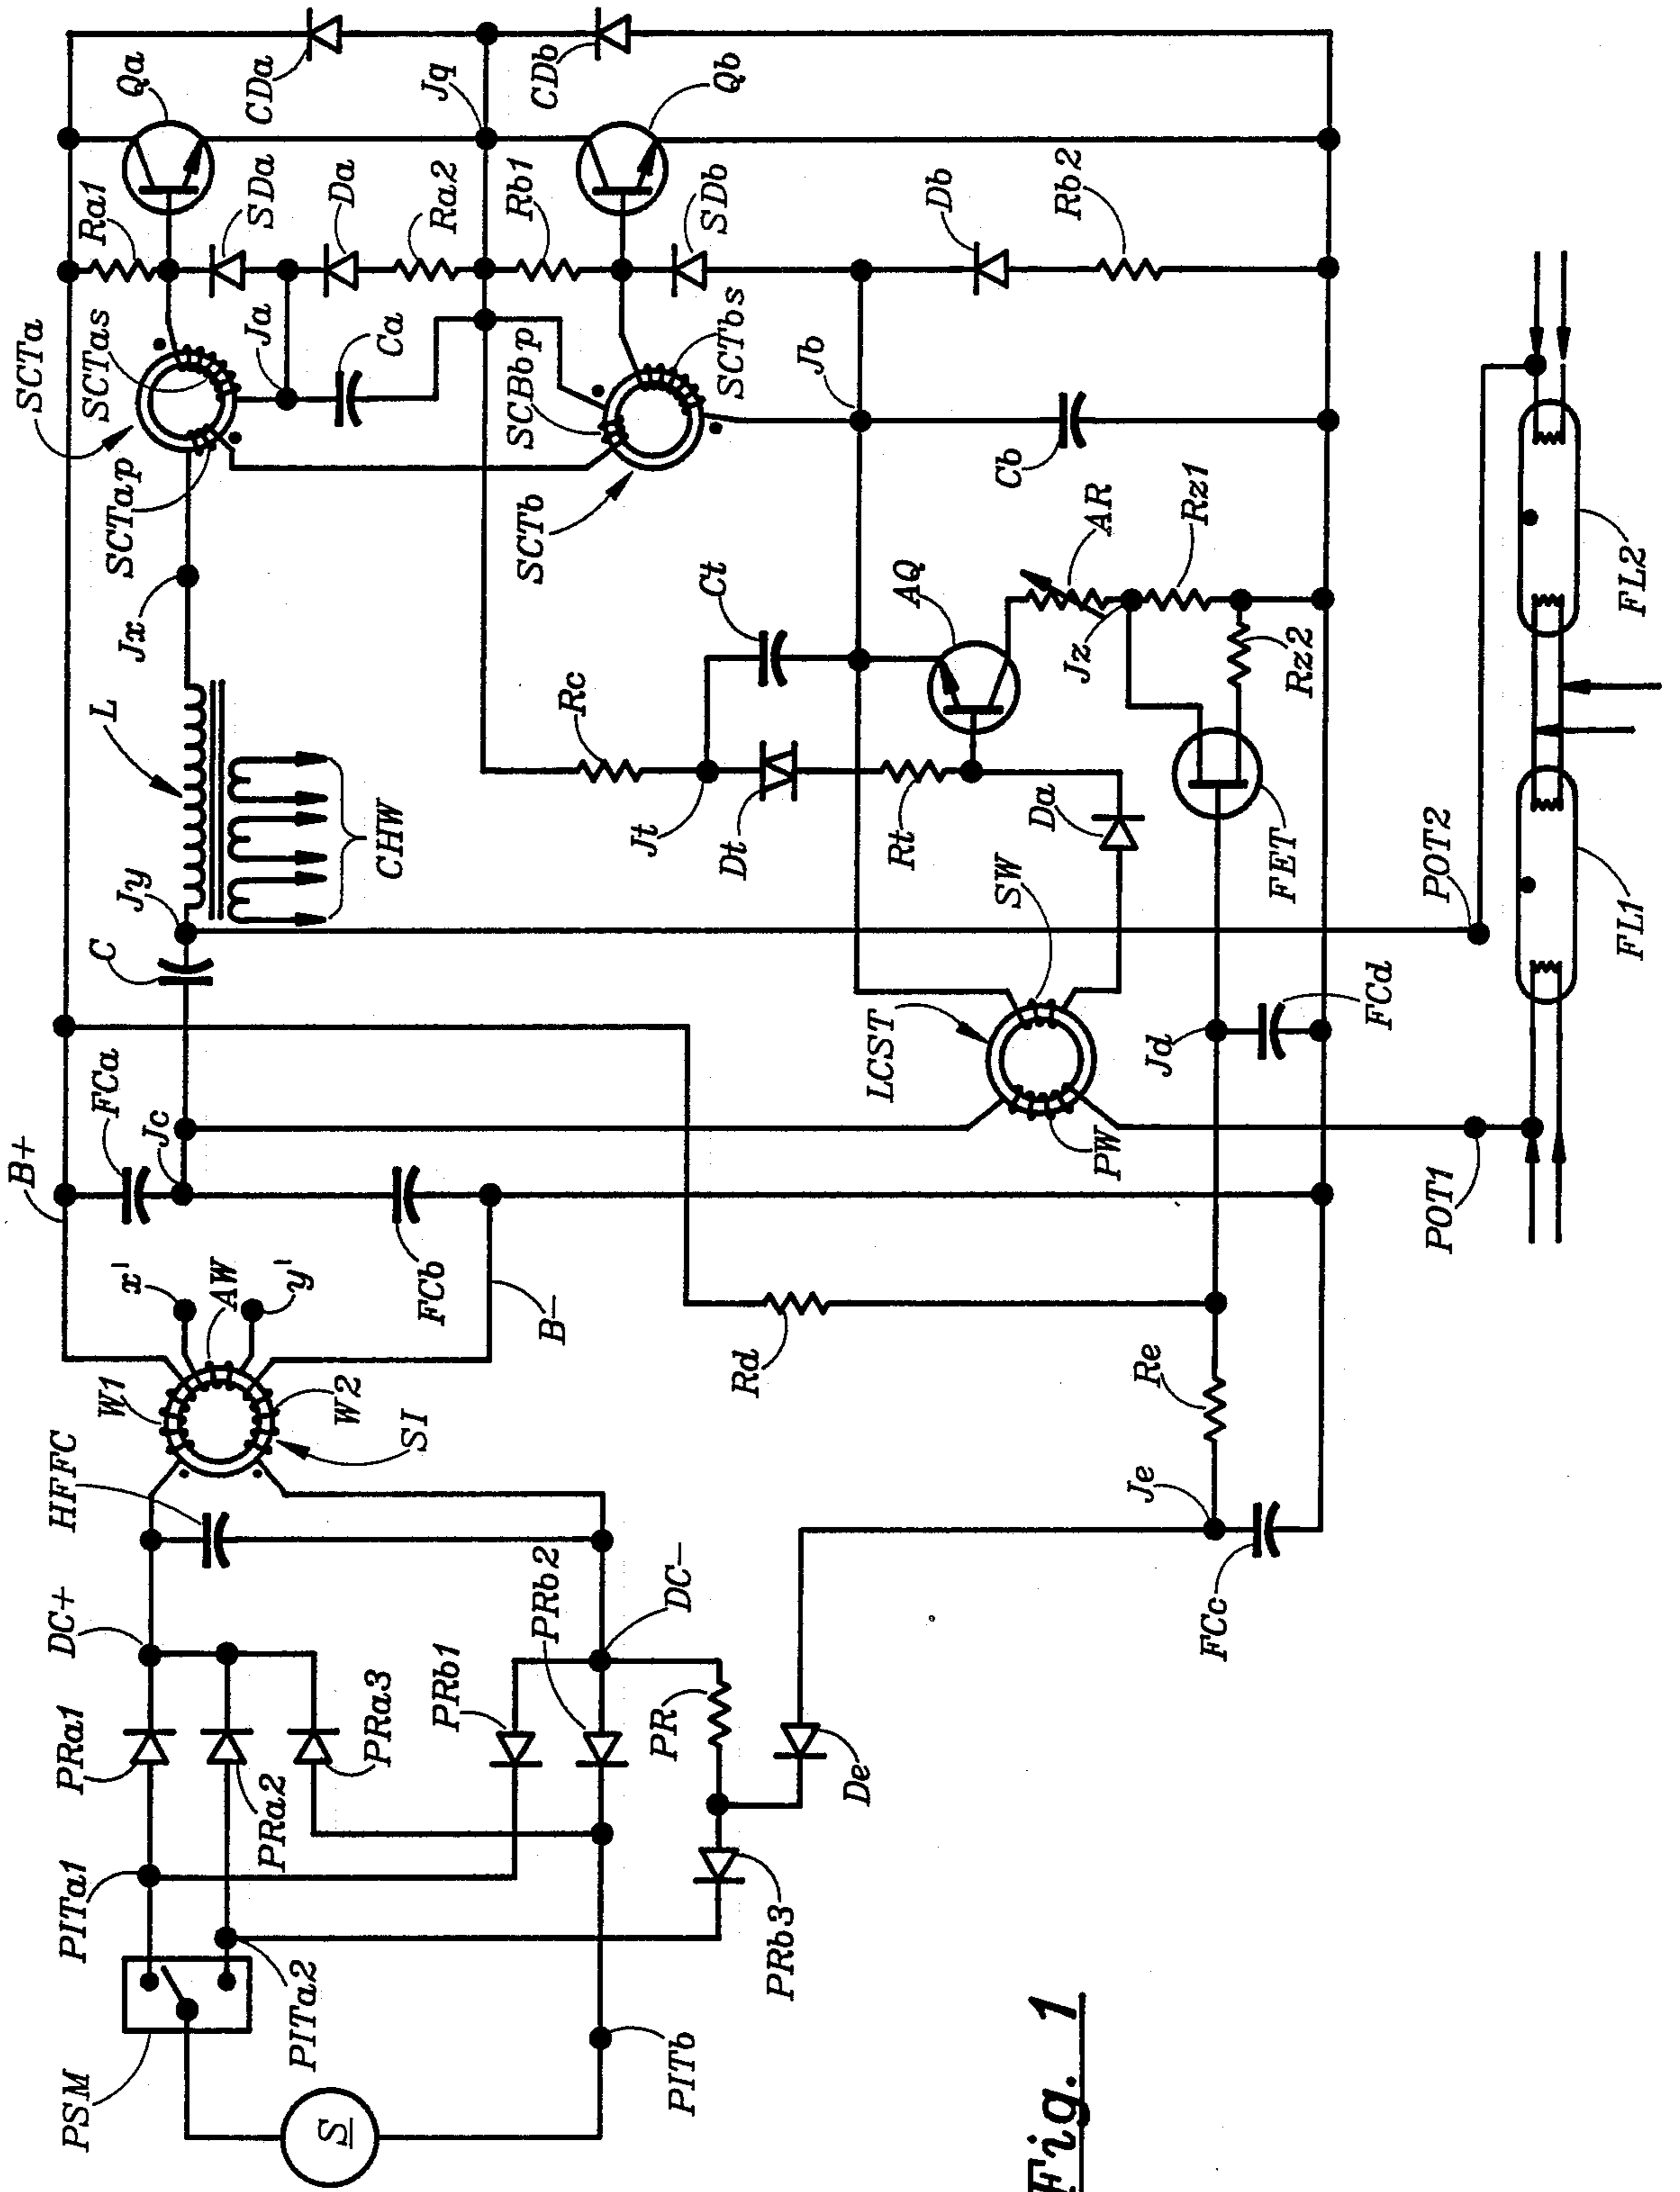 SCTa
SCTas
Ra1
Qa
SDa
CDa
Ja
Da
Ca
Ra2
Jq
SCTap
SCBbp
Rb1
CDb
SCTb
SCTbs
SDb
Qb
Jx
L
Jb
Db
Rb2
Cb
CHW
Ct
Rc
AQ
AR
Rz1
Jz
Jt
Dt
Rt
Da
Rz2
FET
SW
Jy
C
LCST
PW
Jd
FCd
POT2
FL2
FL1
POT1
B+
FCa
Jc
x'
AW
y'
FCb
B-
W1
W2
SI
HFFC
Rd
Re
Je
FCc
DC+
PRa1
PRa2
PRa3
PRb1
PRb2
DC-
PR
De
PRb3
PITa1
PITa2
PITb
PSM
S
Fig. 1